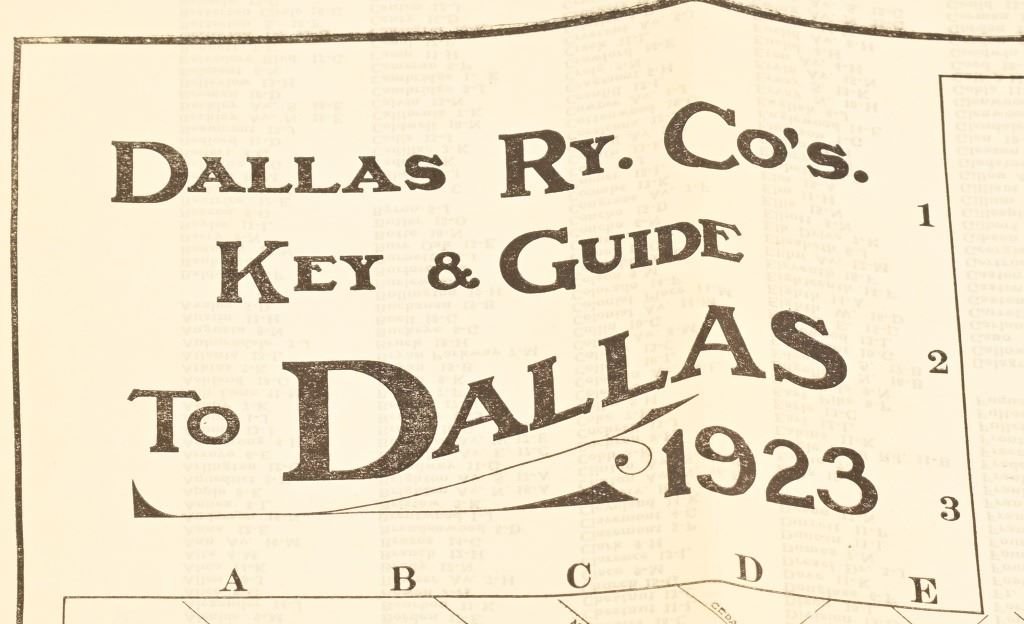 DALLAS RY. CO'S.
KEY & GUIDE
TO DALLAS
1923
1
2
3
A B C D E